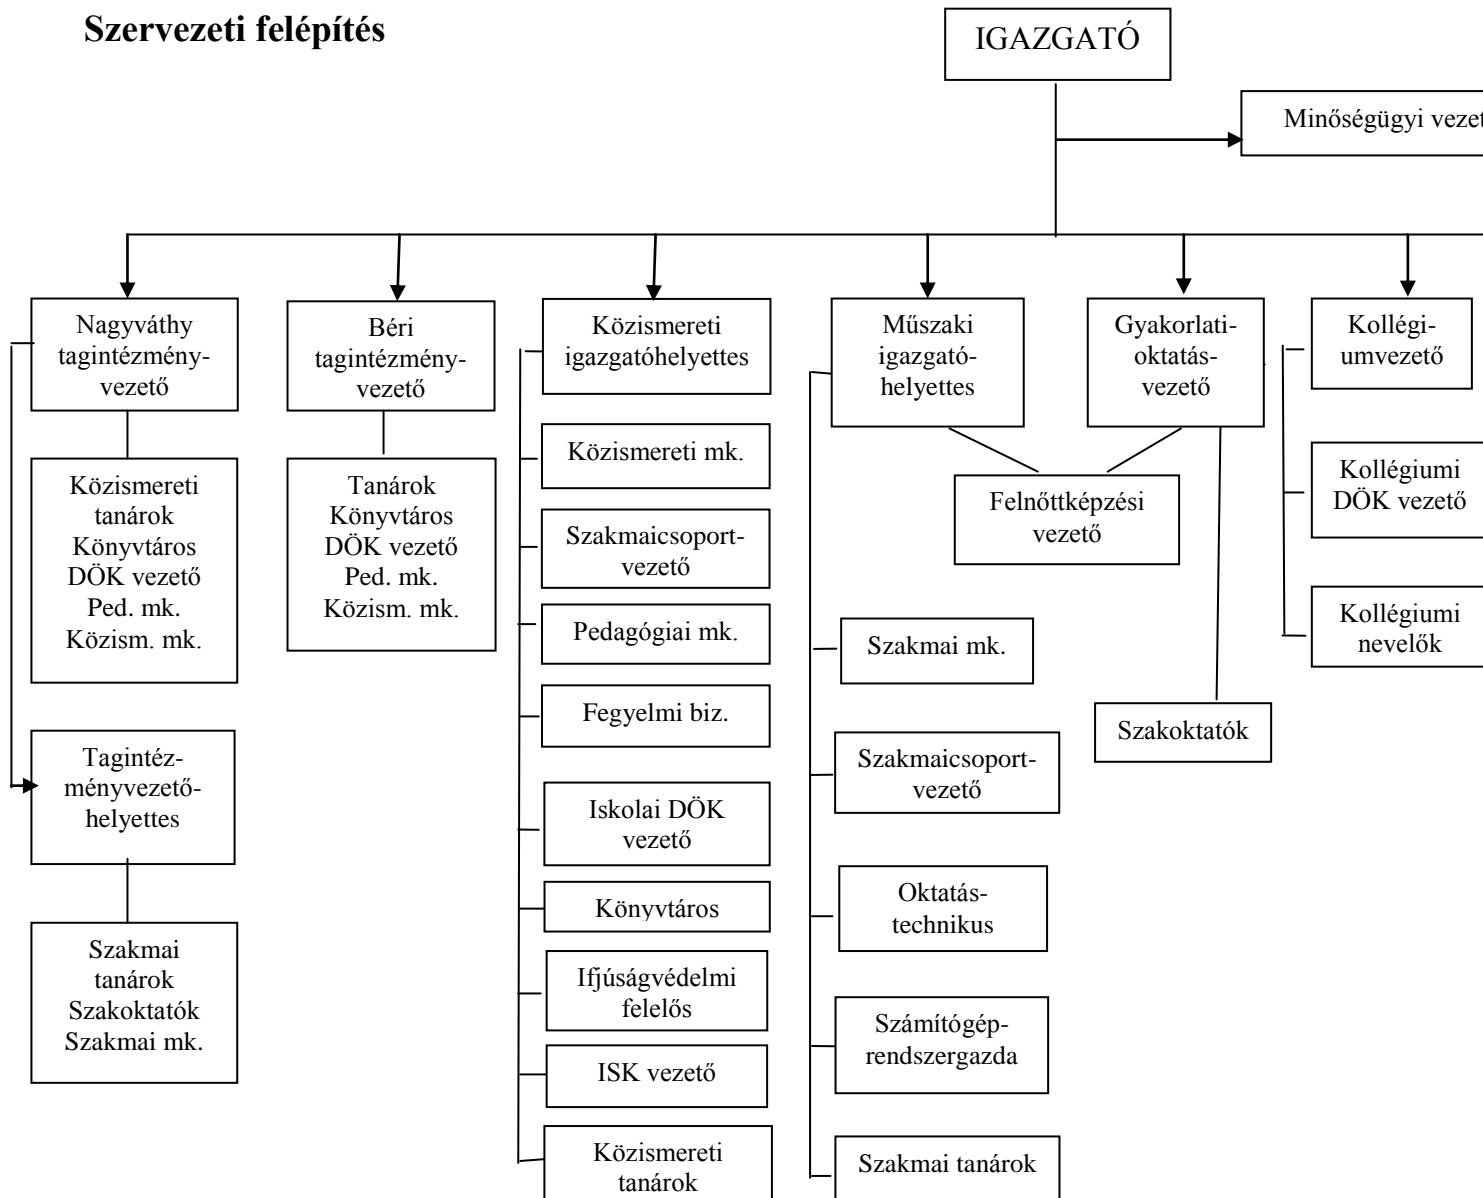 Szervezeti felépítés
IGAZGATÓ
Minőségügyi vezet
Nagyváthy
tagintézmény-
vezető
Béri
tagintézmény-
vezető
Közismereti
igazgatóhelyettes
Műszaki
igazgató-
helyettes
Gyakorlati-
oktatás-
vezető
Kollégi-
umvezető
Közismereti
tanárok
Könyvtáros
DÖK vezető
Ped. mk.
Közism. mk.
Tanárok
Könyvtáros
DÖK vezető
Ped. mk.
Közism. mk.
Közismereti mk.
Szakmaicsoport-
vezető
Pedagógiai mk.
Fegyelmi biz.
Iskolai DÖK
vezető
Könyvtáros
Ifjúságvédelmi
felelős
ISK vezető
Közismereti
tanárok
Felnőttképzési
vezető
Szakmai mk.
Szakmaicsoport-
vezető
Oktatás-
technikus
Számítógép-
rendszergazda
Szakmai tanárok
Szakoktatók
Kollégiumi
DÖK vezető
Kollégiumi
nevelők
Tagintéz-
ményvezető-
helyettes
Szakmai
tanárok
Szakoktatók
Szakmai mk.